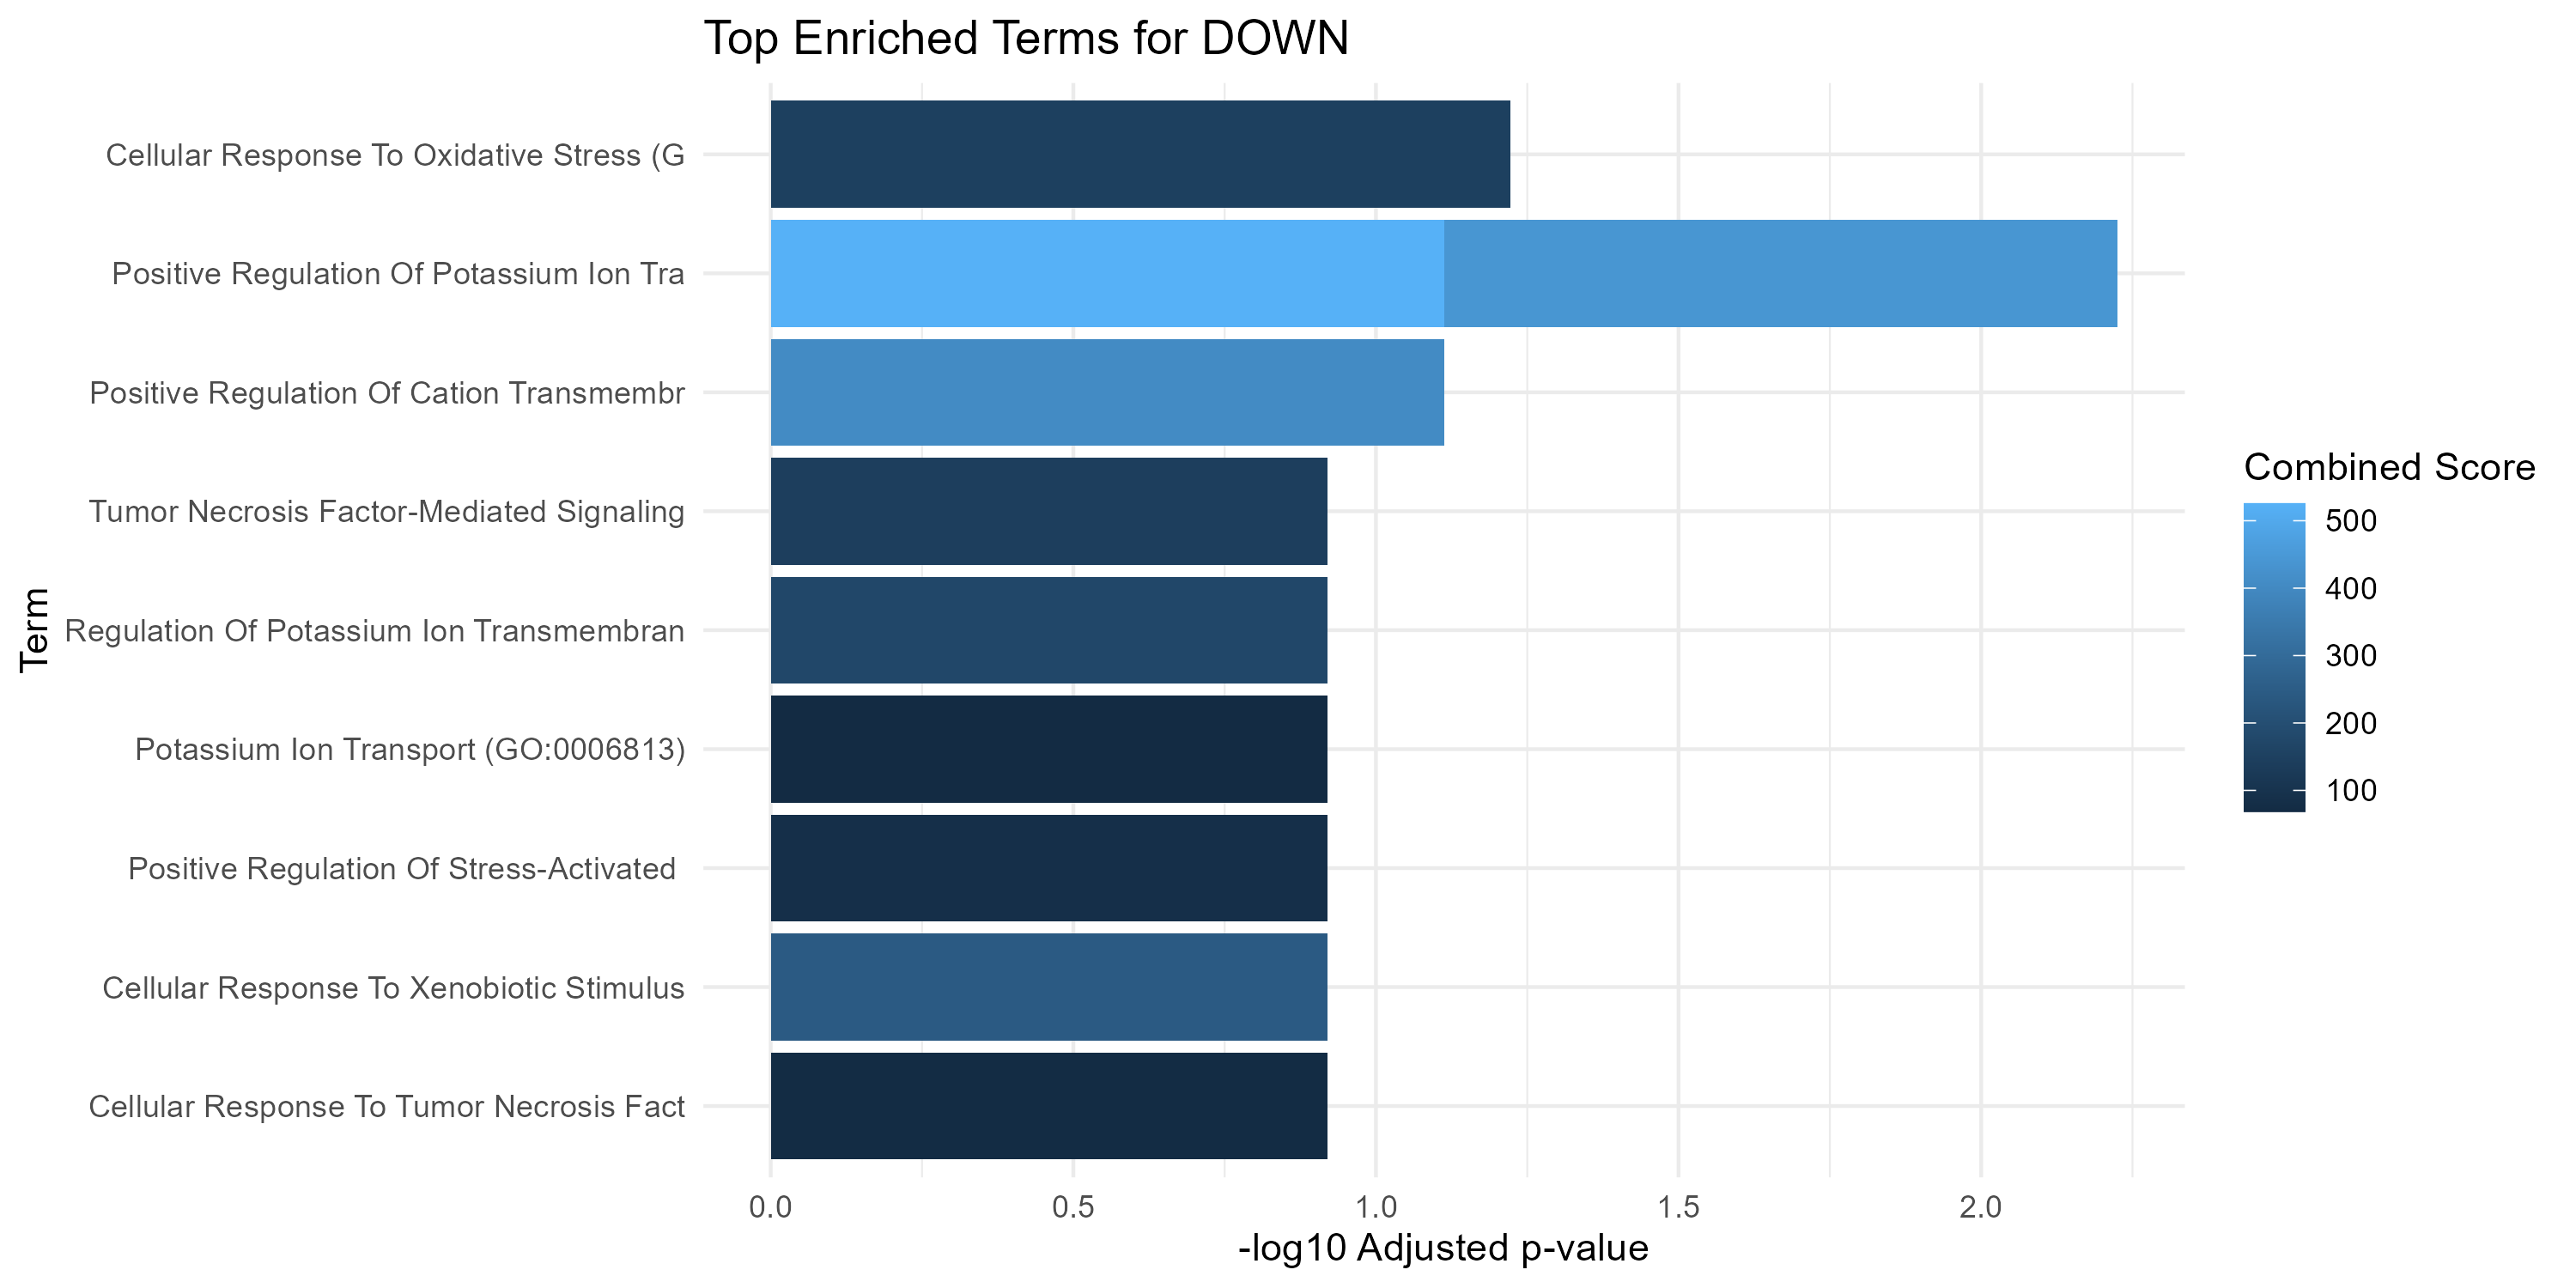 Top Enriched Terms for DOWN
Cellular Response To Oxidative Stress (G
Positive Regulation Of Potassium Ion Tra
Positive Regulation Of Cation Transmembr
Tumor Necrosis Factor-Mediated Signaling
Regulation Of Potassium Ion Transmembran
Potassium Ion Transport (GO:0006813)
Positive Regulation Of Stress-Activated
Cellular Response To Xenobiotic Stimulus
Cellular Response To Tumor Necrosis Fact
Term
0.0 0.5 1.0 1.5 2.0
-log10 Adjusted p-value
Combined Score
500
400
300
200
100